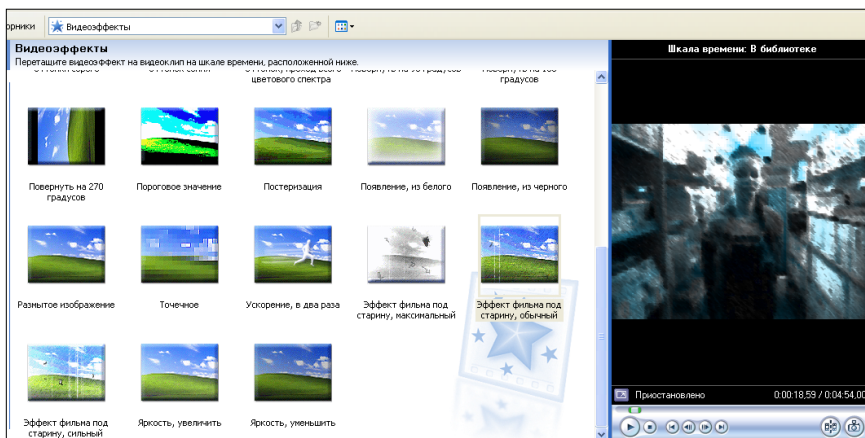 орники
Видеоэффекты
Видеоэффекты
Перетащите видеоэффект на видеоклип на шкале времени, расположенной ниже.
цветового спектра
градусов
Повернуть на 270
градусов
Пороговое значение
Постеризация
Появление, из белого
Появление, из черного
Размытое изображение
Точечное
Ускорение, в два раза
Эффект фильма под
старину, максимальный
Эффект фильма под
старину, обычный
Эффект фильма под
старину, сильный
Яркость, увеличить
Яркость, уменьшить
Шкала времени: В библиотеке
Приостановлено
0:00:18,59 / 0:04:54,00